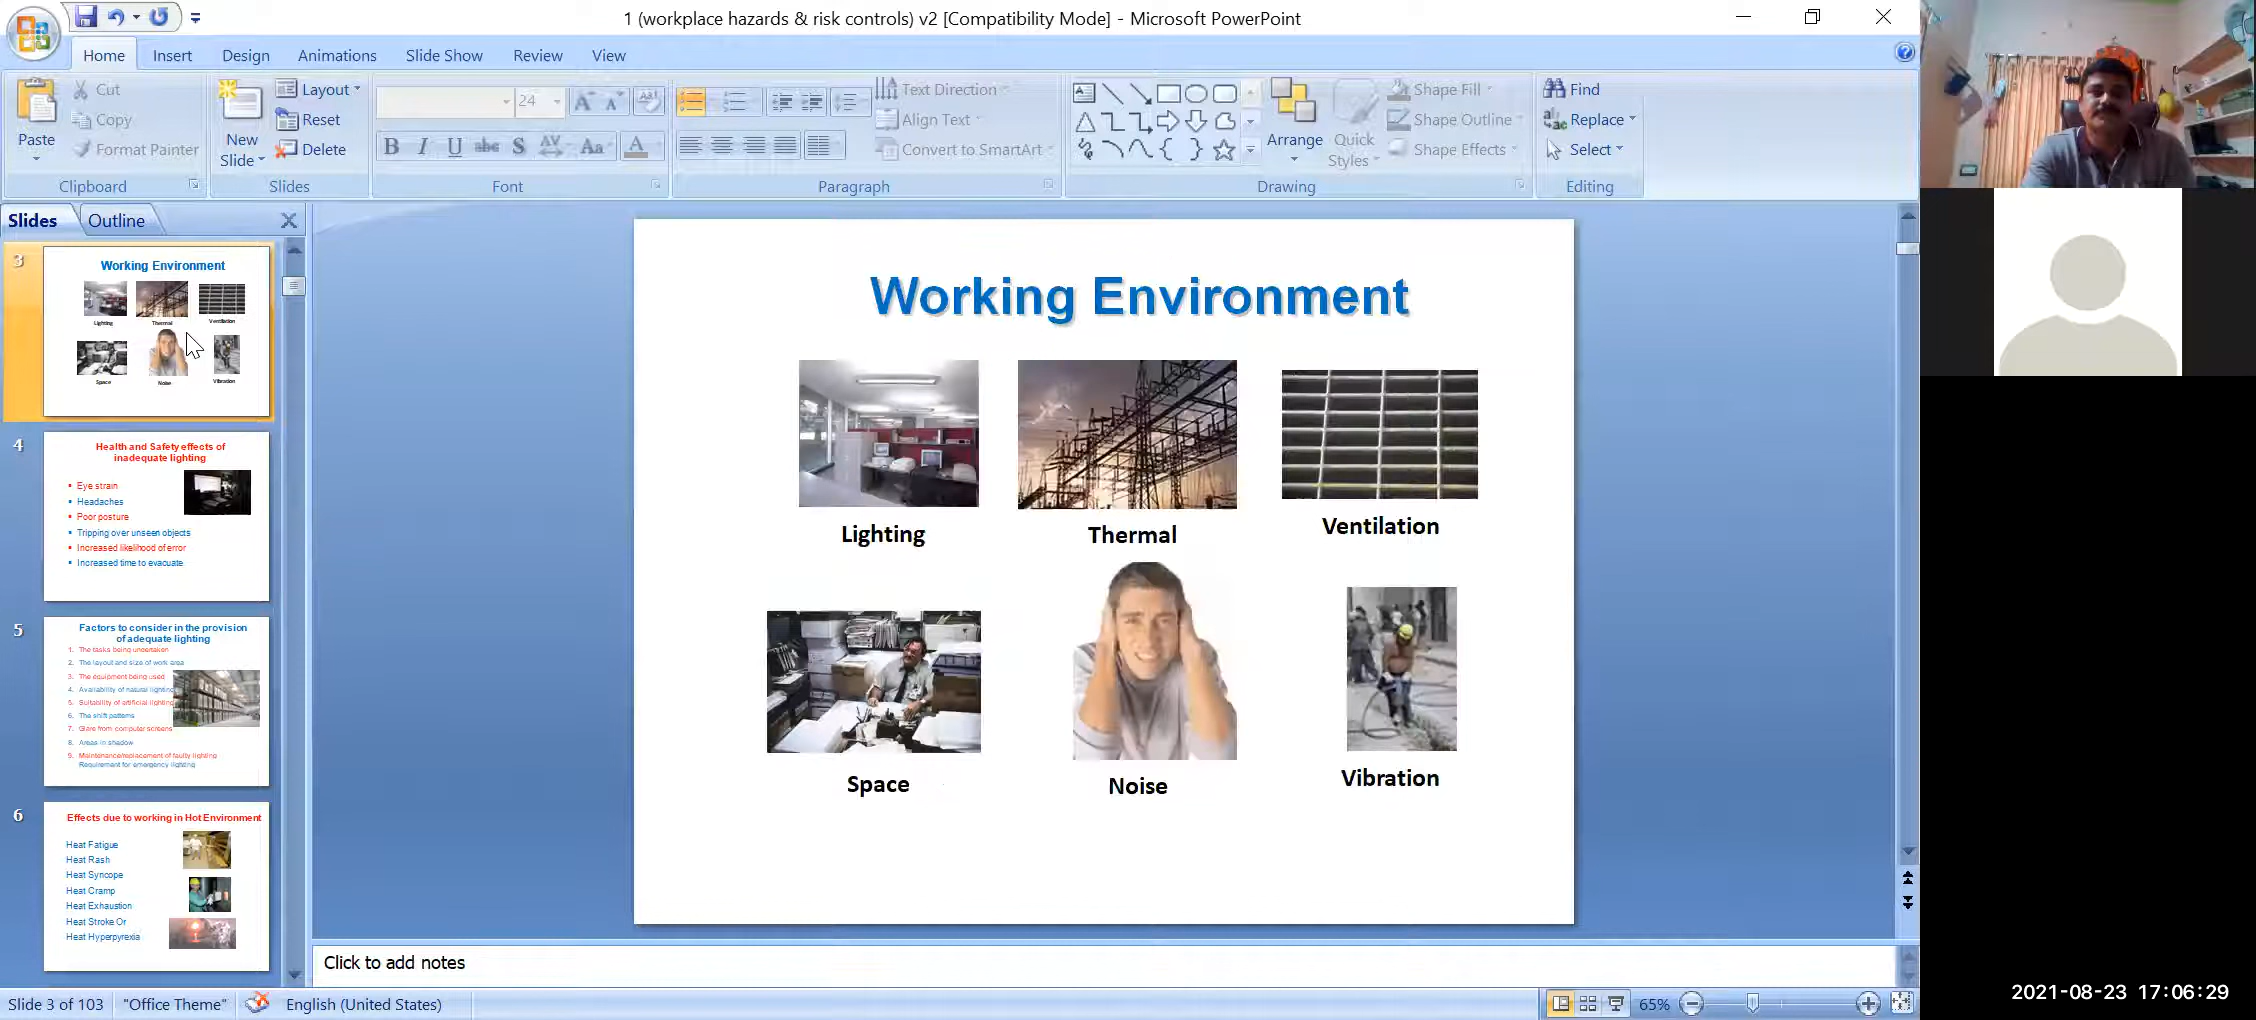 1 (workplace hazards & risk controls) v2 [Compatibility Mode] - Microsoft PowerPoint
Home Insert Design Animations Slide Show Review View
Paste
Cut
Copy
Format Painter
Clipboard
New Slide
Layout
Reset
Delete
Slides
24
B I U abc S AV Aa A
Font
Text Direction
Align Text
Convert to SmartArt
Paragraph
Arrange
Quick Styles
Shape Fill
Shape Outline
Shape Effects
Drawing
Find
Replace
Select
Editing
Slides Outline
3
Working Environment
Lighting Thermal Ventilation
Space Noise Vibration
4
Health and Safety effects of
inadequate lighting
Eye strain
Headaches
Poor posture
Tripping over unseen objects
Increased likelihood of error
Increased time to evacuate
5
Factors to consider in the provision
of adequate lighting
1. The tasks being undertaken
2. The layout and size of work area
3. The equipment being used
4. Availability of natural lighting
5. Suitability of artificial lighting
6. The shift patterns
7. Glare from computer screens
8. Areas in shadow
9. Maintenance/replacement of faulty lighting
Requirement for emergency lighting
6
Effects due to working in Hot Environment
Heat Fatigue
Heat Rash
Heat Syncope
Heat Cramp
Heat Exhaustion
Heat Stroke Or
Heat Hyperpyrexia
Working Environment
Lighting
Thermal
Ventilation
Space
Noise
Vibration
Click to add notes
Slide 3 of 103 "Office Theme" English (United States) 65%
2021-08-23 17:06:29